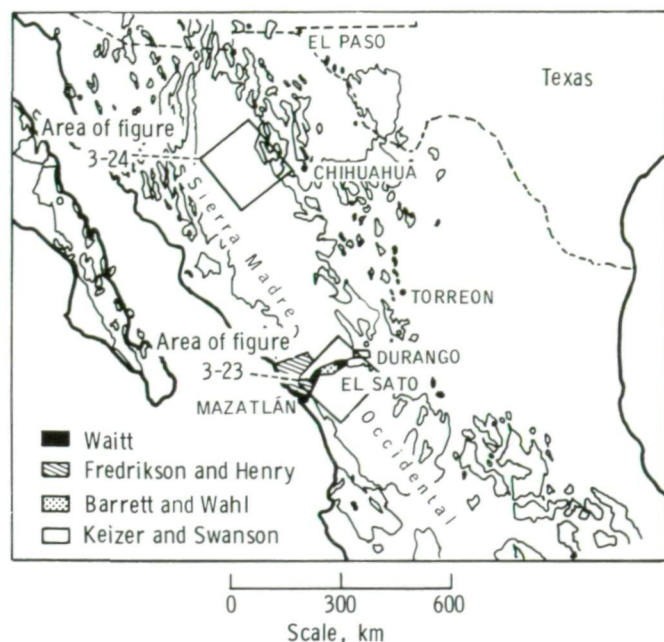 EL PASO
Texas
Area of figure
3-24
CHIHUAHUA
Sierra Madre
TORREON
Area of figure
3-23
DURANGO
EL SATO
MAZATLÁN
Occidental
Waitt
Fredrikson and Henry
Barrett and Wahl
Keizer and Swanson
0 300 600
Scale, km